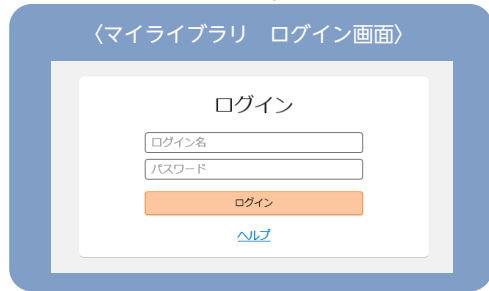 〈マイライブラリ　ログイン画面〉
ログイン
ログイン名
パスワード
ログイン
ヘルプ